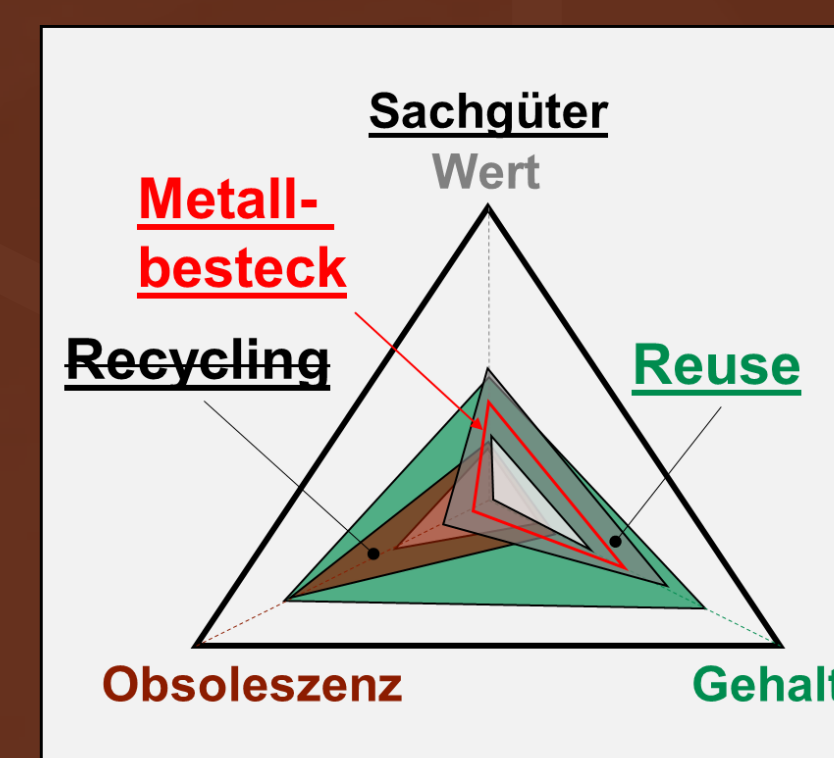 Sachgüter
Wert
Metall-
besteck
Recycling
Reuse
Obsoleszenz
Gehalt